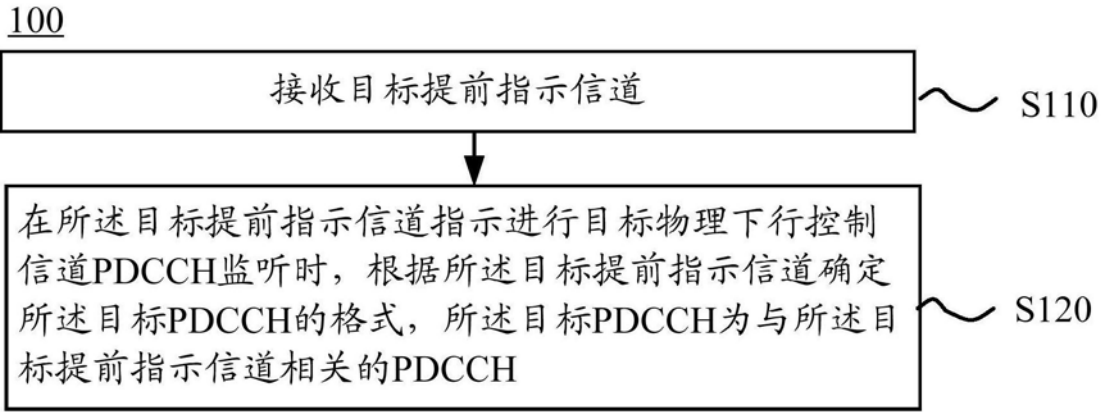 100
接收目标提前指示信道
S110
在所述目标提前指示信道指示进行目标物理下行控制
信道PDCCH监听时，根据所述目标提前指示信道确定
所述目标PDCCH的格式，所述目标PDCCH为与所述目
标提前指示信道相关的PDCCH
S120